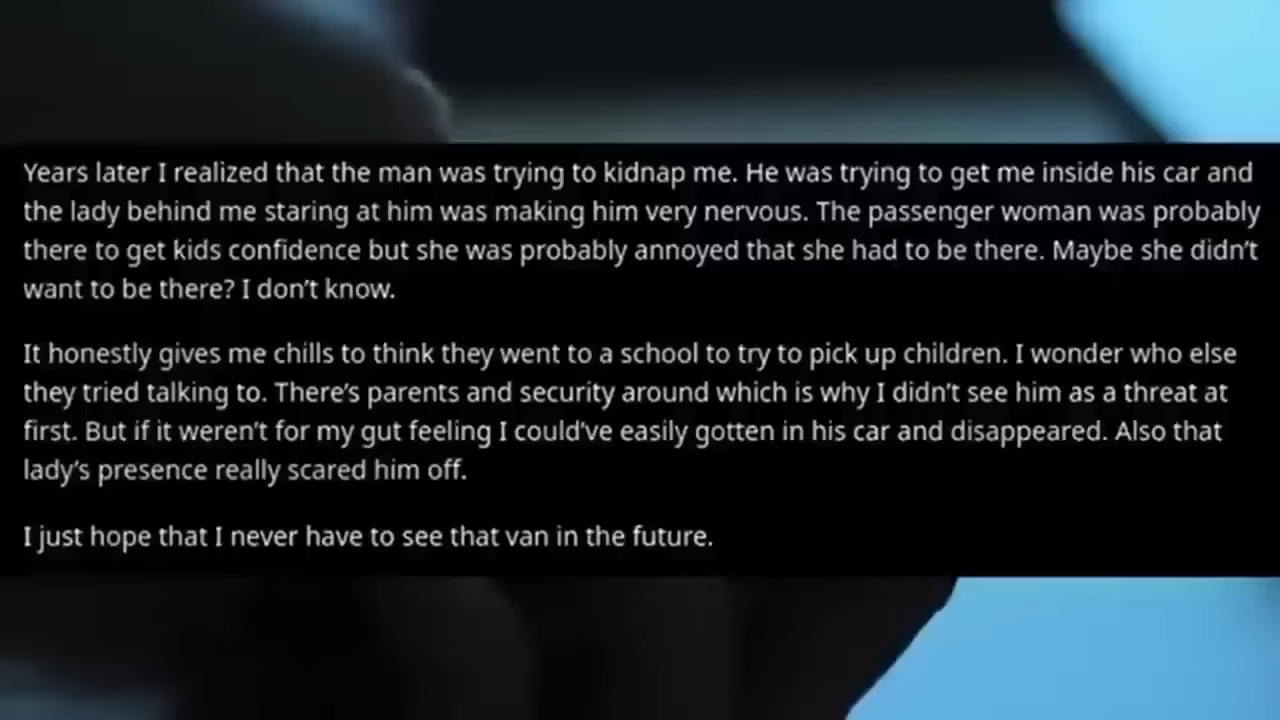 Years later I realized that the man was trying to kidnap me. He was trying to get me inside his car and
the lady behind me staring at him was making him very nervous. The passenger woman was probably
there to get kids confidence but she was probably annoyed that she had to be there. Maybe she didn't
want to be there? I don't know.
It honestly gives me chills to think they went to a school to try to pick up children. I wonder who else
they tried talking to. There's parents and security around which is why I didn't see him as a threat at
first. But if it weren't for my gut feeling I could've easily gotten in his car and disappeared. Also that
lady's presence really scared him off.
I just hope that I never have to see that van in the future.